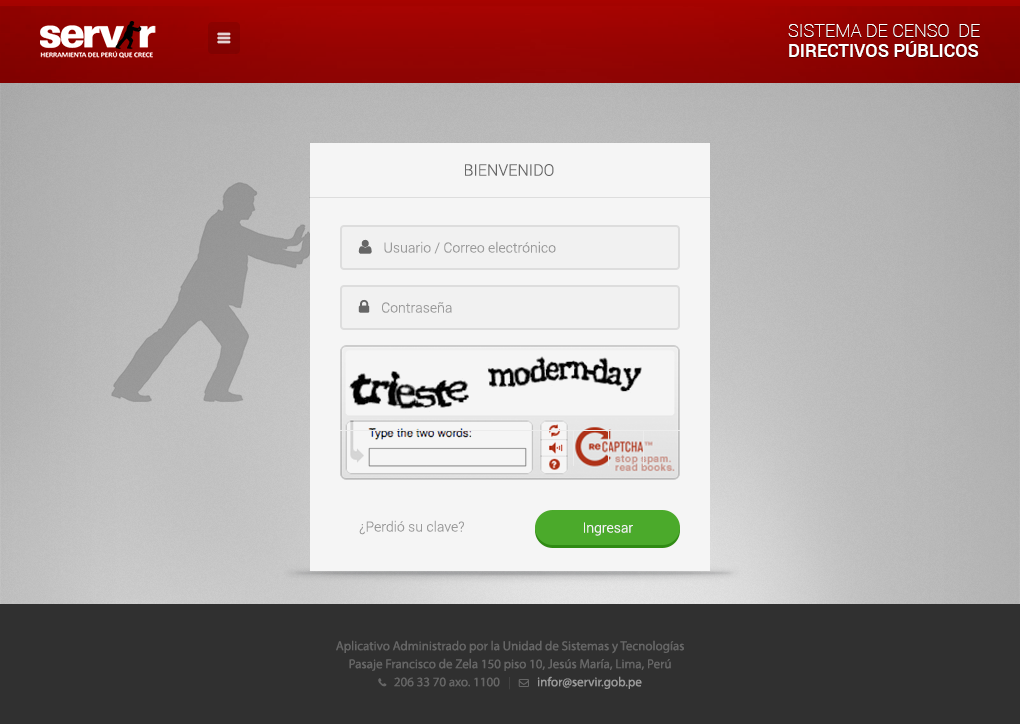 servir
HERRAMIENTA DEL PERÚ QUE CRECE
SISTEMA DE CENSO DE
DIRECTIVOS PÚBLICOS
BIENVENIDO
Usuario / Correo electrónico
Contraseña
trieste modern-day
Type the two words:
reCAPTCHA™
stop spam.
read books.
¿Perdió su clave?
Ingresar
Aplicativo Administrado por la Unidad de Sistemas y Tecnologías
Pasaje Francisco de Zela 150 piso 10, Jesús María, Lima, Perú
206 33 70 axo. 1100 | infor@servir.gob.pe